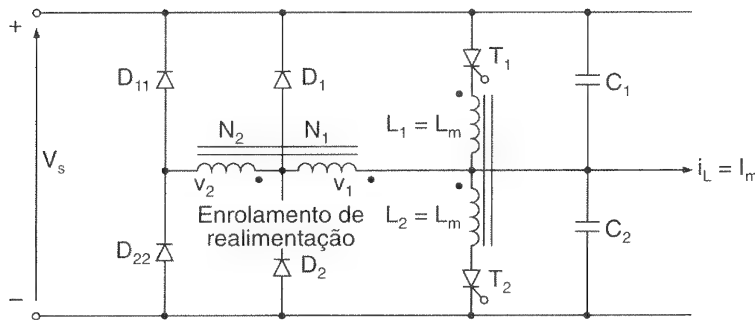 +
D₁₁
D₁
T₁
C₁
N₂
N₁
L₁ = Lₘ
Vₛ
v₂
v₁
i_L = Iₘ
Enrolamento de
realimentação
L₂ = Lₘ
C₂
D₂₂
D₂
T₂
−